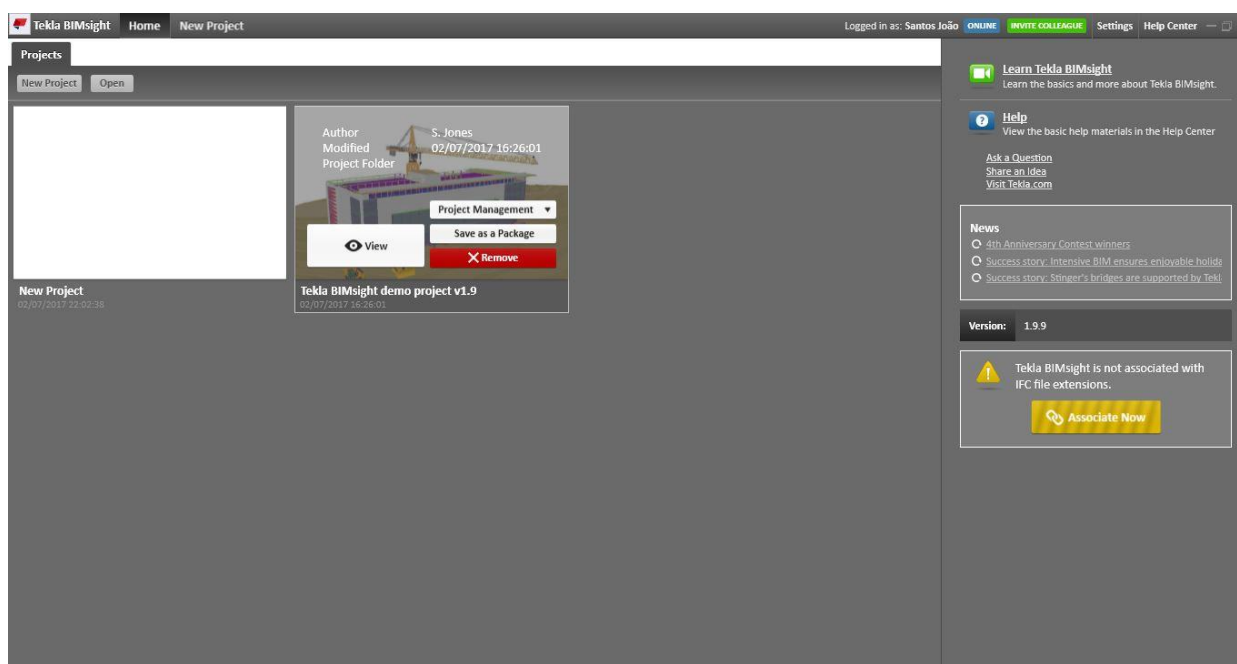 Tekla BIMsight Home New Project Logged in as: Santos João ONLINE INVITE COLLEAGUE Settings Help Center
Projects
New Project Open
Author S. Jones
Modified 02/07/2017 16:26:01
Project Folder
Project Management
Save as a Package
View
Remove
New Project
02/07/2017 22:02:38
Tekla BIMsight demo project v1.9
02/07/2017 16:26:01
Learn Tekla BIMsight
Learn the basics and more about Tekla BIMsight.
Help
View the basic help materials in the Help Center
Ask a Question
Share an Idea
Visit Tekla.com
News
4th Anniversary Contest winners
Success story: Intensive BIM ensures enjoyable holida
Success story: Stinger's bridges are supported by Tekl
Version: 1.9.9
Tekla BIMsight is not associated with
IFC file extensions.
Associate Now